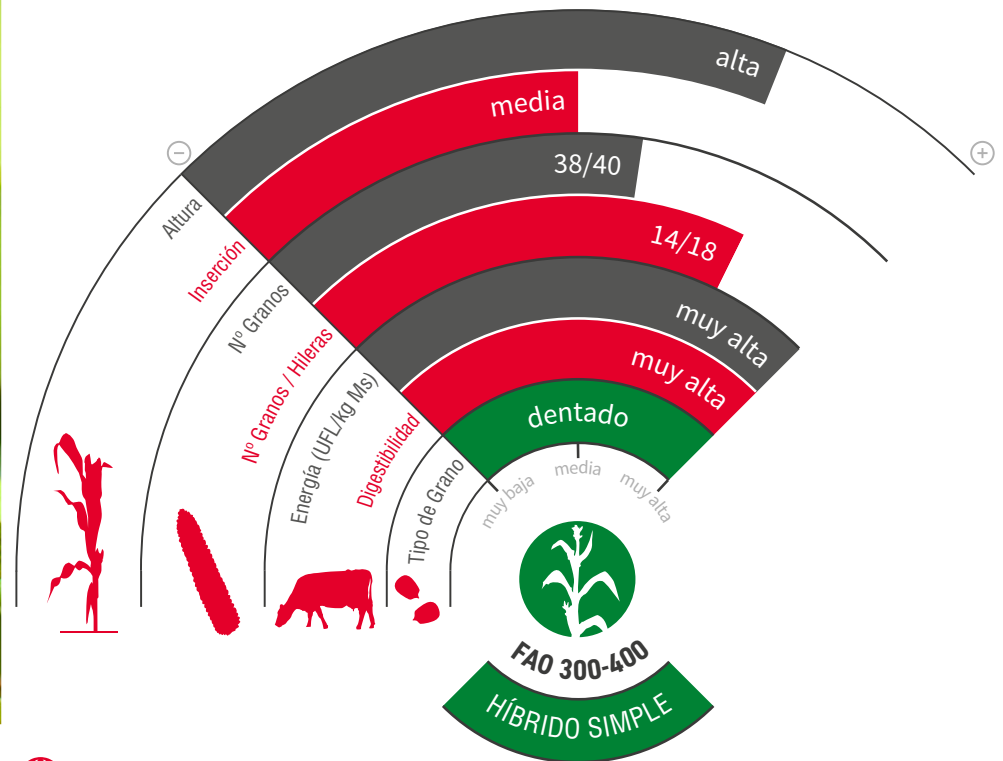 alta
media
38/40
14/18
muy alta
muy alta
dentado
Altura
Inserción
Nº Granos
Nº Granos / Hileras
Energía (UFL/kg Ms)
Digestibilidad
Tipo de Grano
muy baja
media
muy alta
FAO 300-400
HÍBRIDO SIMPLE